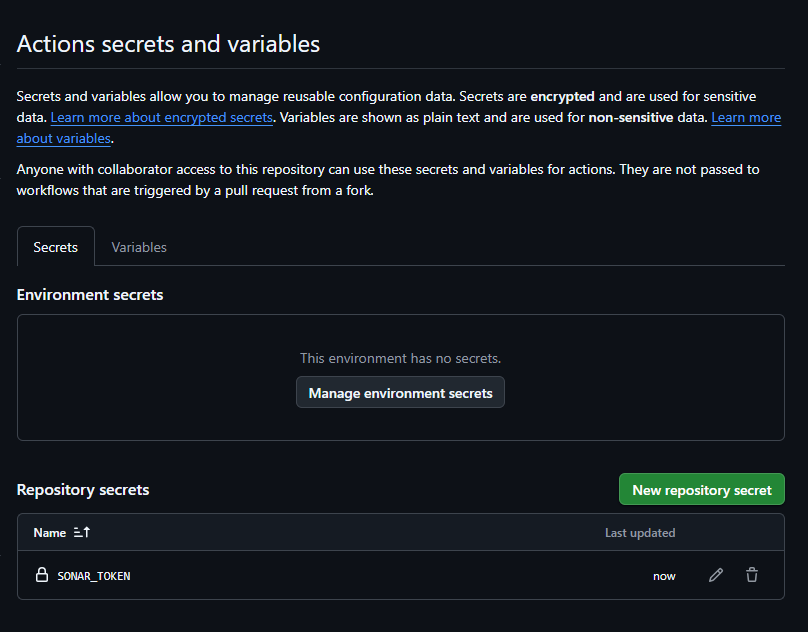 Actions secrets and variables
Secrets and variables allow you to manage reusable configuration data. Secrets are encrypted and are used for sensitive
data. Learn more about encrypted secrets. Variables are shown as plain text and are used for non-sensitive data. Learn more
about variables.
Anyone with collaborator access to this repository can use these secrets and variables for actions. They are not passed to
workflows that are triggered by a pull request from a fork.
Secrets Variables
Environment secrets
This environment has no secrets.
Manage environment secrets
Repository secrets New repository secret
Name Last updated
SONAR_TOKEN now